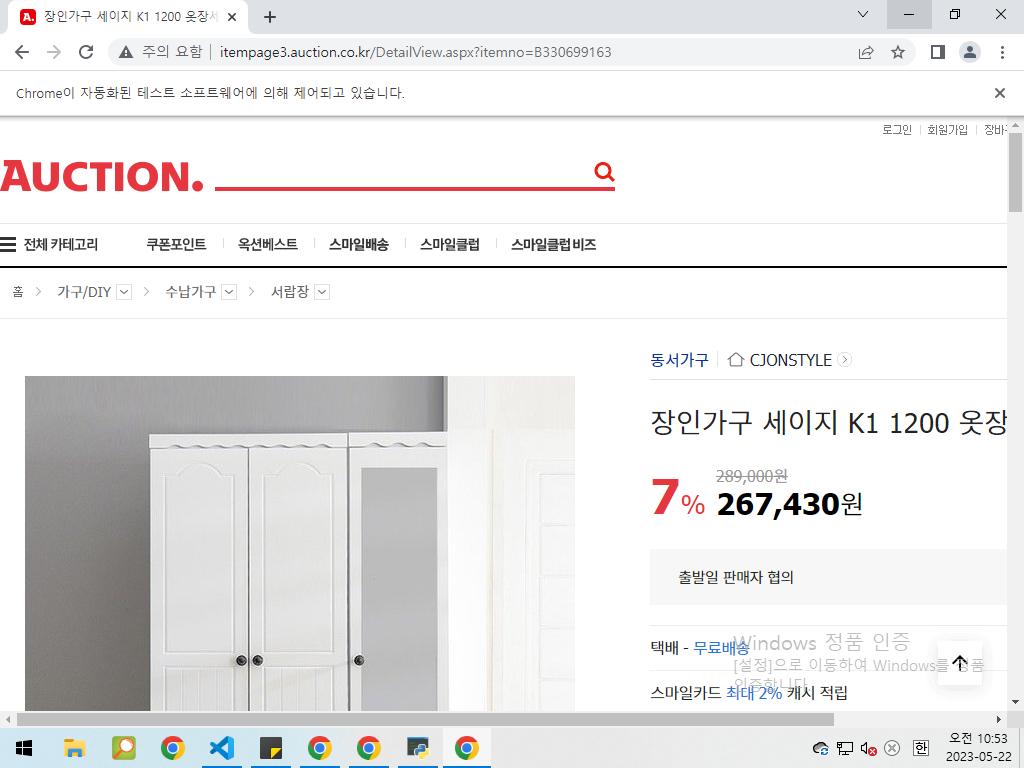 장인가구 세이지 K1 1200 옷장세
주의 요함
itempage3.auction.co.kr/DetailView.aspx?itemno=B330699163
Chrome이 자동화된 테스트 소프트웨어에 의해 제어되고 있습니다.
로그인 회원가입 장바구
AUCTION.
전체 카테고리 쿠폰포인트 옥션베스트 스마일배송 스마일클럽 스마일클럽 비즈
홈 가구/DIY 수납가구 서랍장
동서가구 CJONSTYLE
장인가구 세이지 K1 1200 옷장
289,000원
7% 267,430원
출발일 판매자 협의
택배 - 무료배송
Windows 정품 인증
[설정]으로 이동하여 Windows를 정품
인증합니다.
스마일카드 최대 2% 캐시 적립
한
오전 10:53
2023-05-22